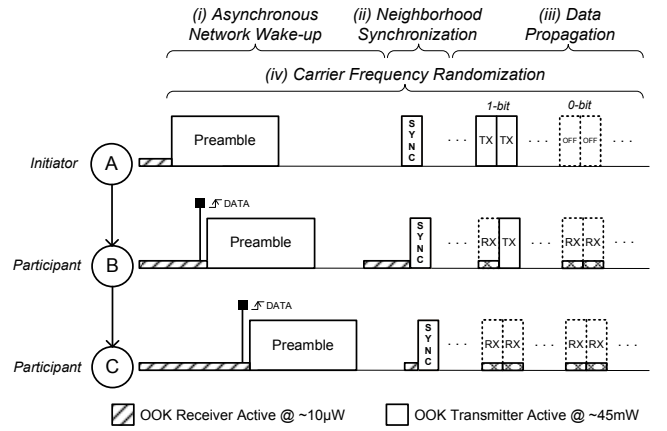 (i) Asynchronous Network Wake-up
(ii) Neighborhood Synchronization
(iii) Data Propagation
(iv) Carrier Frequency Randomization
1-bit
0-bit
Initiator
A
Preamble
SYNC
· · ·
TX TX
· · ·
OFF OFF
· · ·
DATA
Participant
B
Preamble
SYNC
· · ·
RX TX
· · ·
RX RX
· · ·
DATA
Participant
C
Preamble
SYNC
· · ·
RX RX
· · ·
RX RX
· · ·
OOK Receiver Active @ ~10µW
OOK Transmitter Active @ ~45mW